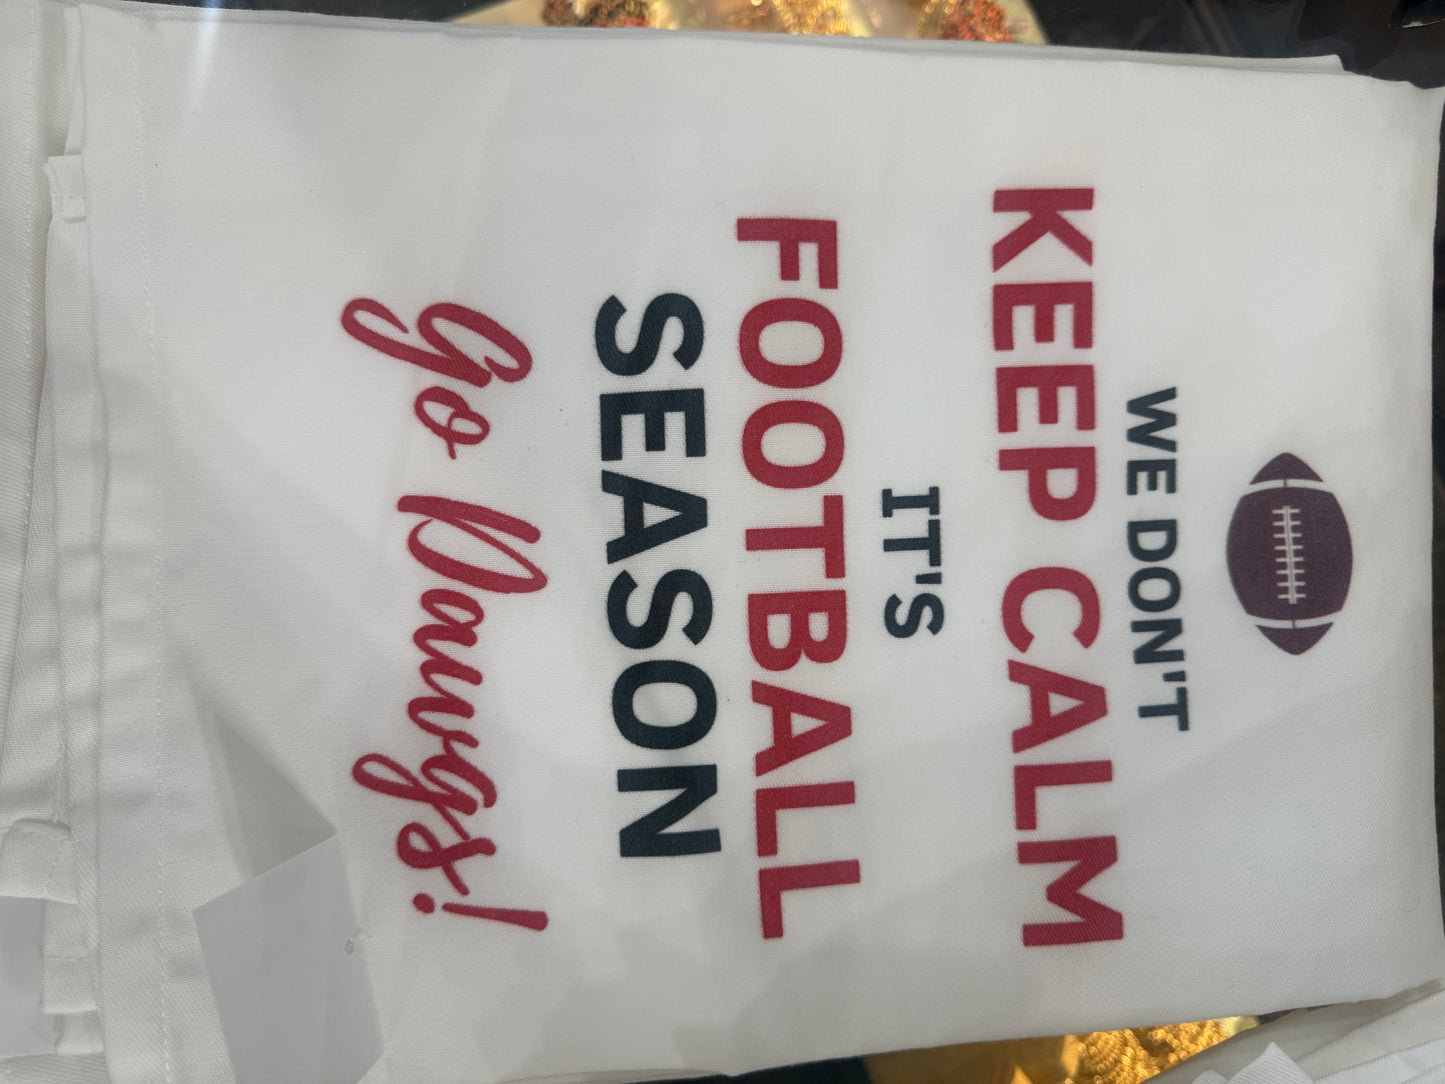 WE DON'T
KEEP CALM
IT'S
FOOTBALL
SEASON
Go Dawgs!